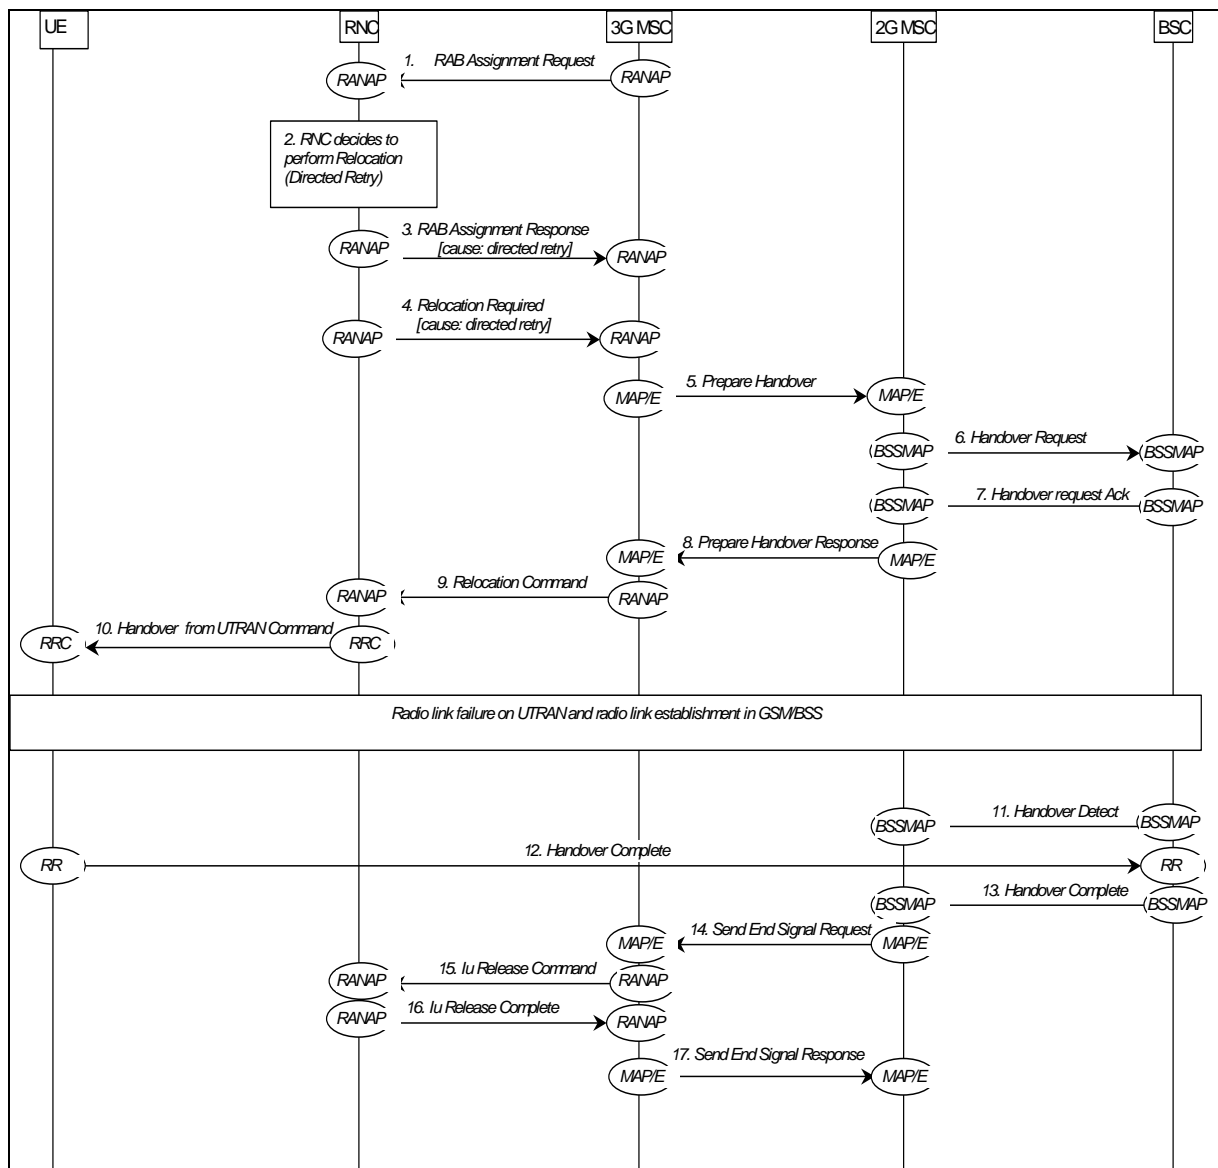 UE RNC 3G MSC 2G MSC BSC
1. RAB Assignment Request
RANAP RANAP
2. RNC decides to
perform Relocation
(Directed Retry)
3. RAB Assignment Response
[cause: directed retry]
RANAP RANAP
4. Relocation Required
[cause: directed retry]
RANAP RANAP
5. Prepare Handover
MAP/E MAP/E
6. Handover Request
BSSMAP BSSMAP
7. Handover request Ack
BSSMAP BSSMAP
8. Prepare Handover Response
MAP/E MAP/E
9. Relocation Command
RANAP RANAP
10. Handover from UTRAN Command
RRC RRC
Radio link failure on UTRAN and radio link establishment in GSM/BSS
11. Handover Detect
BSSMAP BSSMAP
12. Handover Complete
RR RR
13. Handover Complete
BSSMAP BSSMAP
14. Send End Signal Request
MAP/E MAP/E
15. Iu Release Command
RANAP RANAP
16. Iu Release Complete
RANAP RANAP
17. Send End Signal Response
MAP/E MAP/E